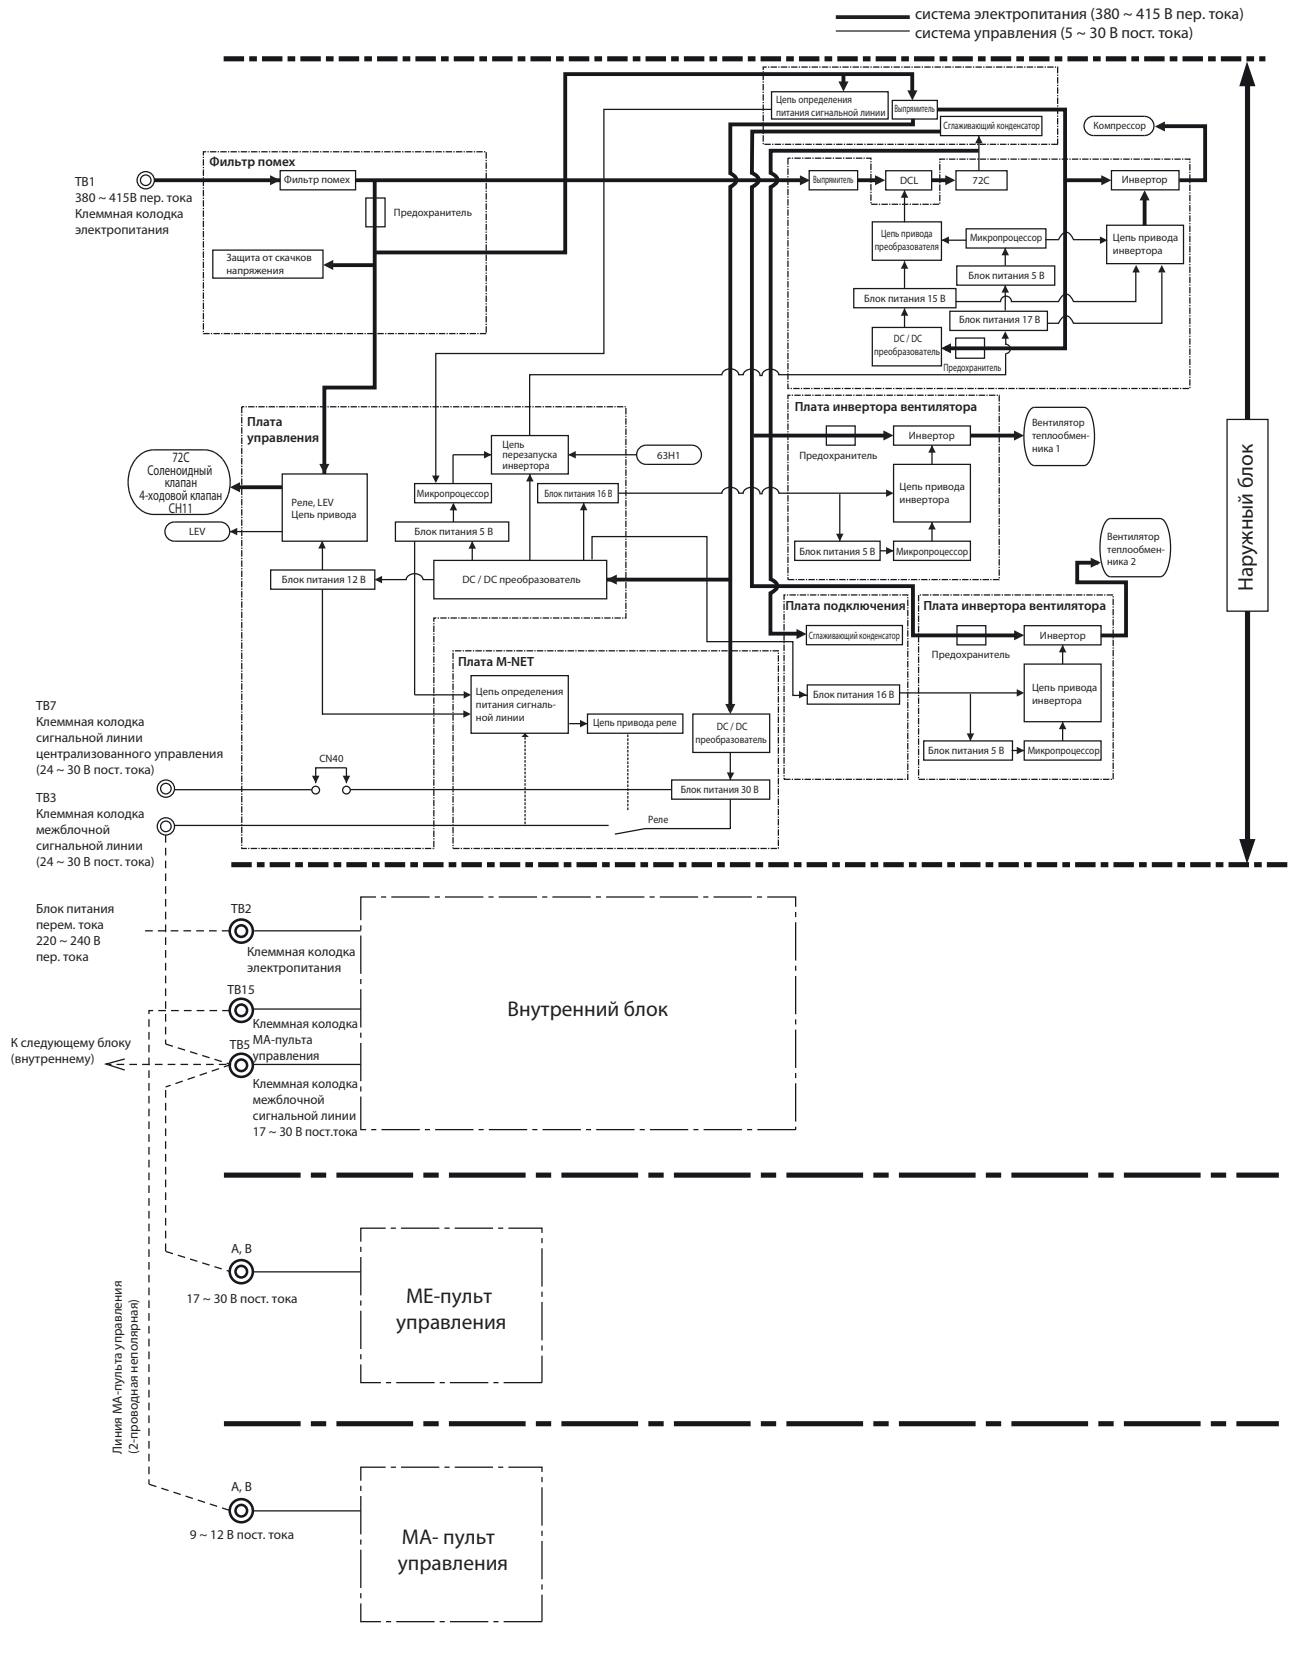 система электропитания (380 ~ 415 В пер. тока)
система управления (5 ~ 30 В пост. тока)
Цепь определения
питания сигнальной линии
Выпрямитель
Сглаживающий конденсатор
Компрессор
Фильтр помех
TB1
380 ~ 415В пер. тока
Клеммная колодка
электропитания
Фильтр помех
Предохранитель
Защита от скачков
напряжения
Выпрямитель
DCL
72C
Инвертор
Цепь привода
преобразователя
Микропроцессор
Цепь привода
инвертора
Блок питания 5 В
Блок питания 15 В
Блок питания 17 В
DC / DC
преобразователь
Предохранитель
Плата
управления
72C
Соленоидный
клапан
4-ходовой клапан
CH11
LEV
Реле, LEV
Цепь привода
Блок питания 12 В
Цепь
перезапуска
инвертора
63H1
Микропроцессор
Блок питания 16 В
Блок питания 5 В
DC / DC преобразователь
Плата инвертора вентилятора
Предохранитель
Инвертор
Вентилятор
теплообмен-
ника 1
Цепь привода
инвертора
Блок питания 5 В
Микропроцессор
Вентилятор
теплообмен-
ника 2
Наружный блок
Плата подключения
Сглаживающий конденсатор
Блок питания 16 В
Плата инвертора вентилятора
Предохранитель
Инвертор
Цепь привода
инвертора
Блок питания 5 В
Микропроцессор
Плата M-NET
Цепь определения
питания сигналь-
ной линии
Цепь привода реле
DC / DC
преобразователь
Блок питания 30 В
Реле
TB7
Клеммная колодка
сигнальной линии
централизованного управления
(24 ~ 30 В пост. тока)
CN40
TB3
Клеммная колодка
межблочной
сигнальной линии
(24 ~ 30 В пост. тока)
Блок питания
перем. тока
220 ~ 240 В
пер. тока
TB2
Клеммная колодка
электропитания
TB15
Клеммная колодка
МА-пульта
управления
К следующему блоку
(внутреннему)
TB5
Клеммная колодка
межблочной
сигнальной линии
17 ~ 30 В пост.тока
Внутренний блок
A, B
17 ~ 30 В пост. тока
МЕ-пульт
управления
Линия МА-пульта управления
(2-проводная неполярная)
A, B
9 ~ 12 В пост. тока
МА- пульт
управления